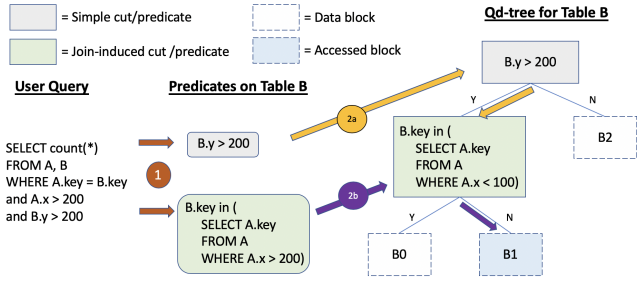 = Simple cut/predicate
= Data block
Qd-tree for Table B
= Join-induced cut /predicate
= Accessed block
User Query
Predicates on Table B
SELECT count(*)
FROM A, B
WHERE A.key = B.key
and A.x > 200
and B.y > 200
1
B.y > 200
B.key in (
SELECT A.key
FROM A
WHERE A.x > 200)
2a
2b
B.y > 200
Y
N
B.key in (
SELECT A.key
FROM A
WHERE A.x < 100)
B2
Y
N
B0
B1